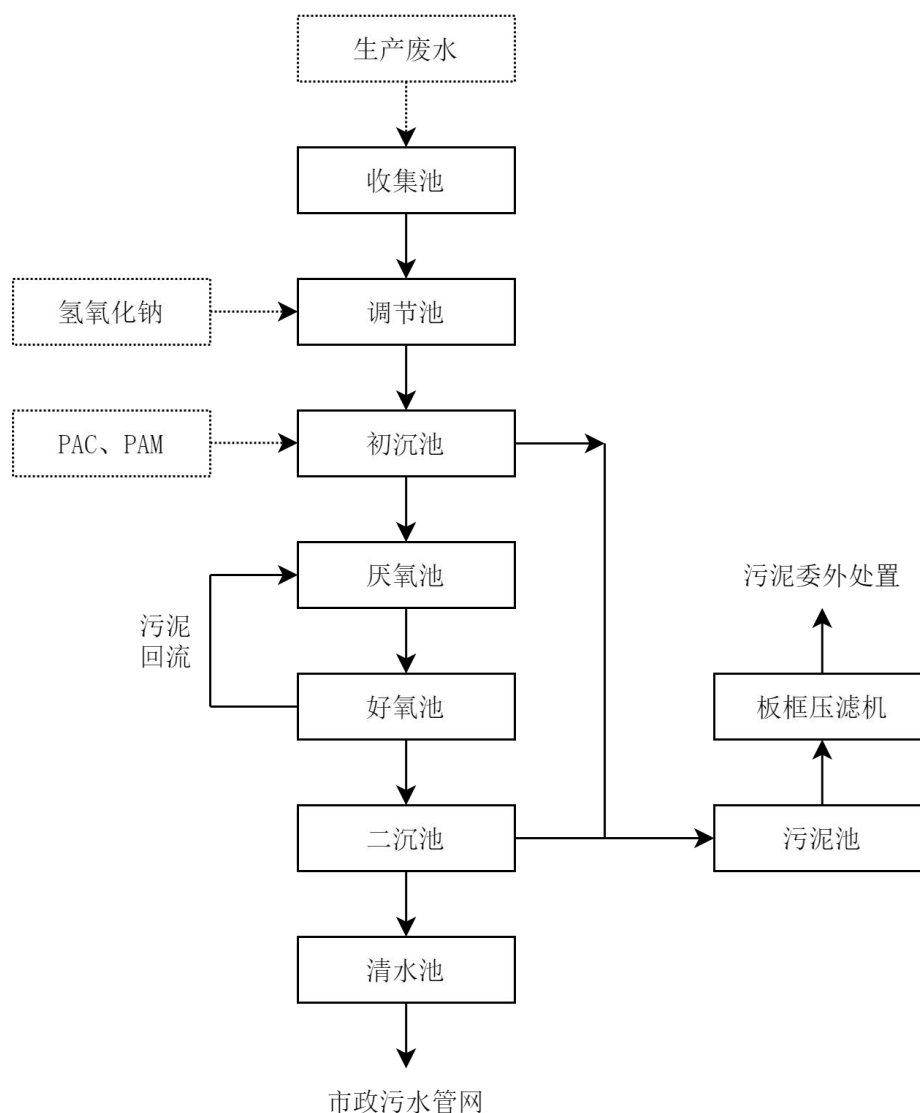 生产废水
收集池
氢氧化钠
调节池
PAC、PAM
初沉池
厌氧池
污泥委外处置
污泥
回流
好氧池
板框压滤机
二沉池
污泥池
清水池
市政污水管网